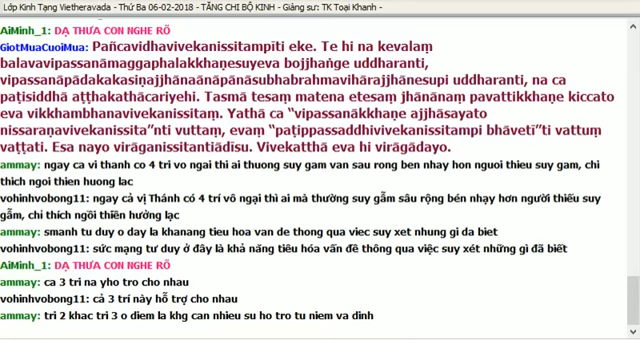 Lớp Kinh Tạng Vietheravada - Thứ Ba 06-02-2018 - TĂNG CHI BỘ KINH - Giảng sư: TK Toại Khanh -
AiMinh_1: DẠ THƯA CON NGHE RÕ
GiotMuaCuoiMua: Pañcavidhavivekanissitampīti eke. Te hi na kevalaṃ
balavavipassanāmaggaphalakkhaṇesuyeva bojjhaṅge uddharanti,
vipassanāpādakakasiṇajjhānaānāpānāsubhabrahmavihārajjhānesupi uddharanti, na ca
paṭisiddhā aṭṭhakathācariyehi. Tasmā tesaṃ matena etesaṃ jhānānaṃ pavattikkhaṇe kiccato
eva vikkhambhanavivekanissitaṃ. Yathā ca “vipassanākkhaṇe ajjhāsayato
nissaraṇavivekanissita”nti vuttaṃ, evaṃ “paṭippassaddhivivekanissitampi bhāvetī”ti vattuṃ
vaṭṭati. Esa nayo virāganissitantiādisu. Vivekatthā eva hi virāgādayo.
ammay: ngay ca vi thanh co 4 tri vo ngai thi ai thuong suy gam van sau rong ben nhay hon nguoi thieu suy gam, chi
thich ngoi thien huong lac
vohinhvobong11: ngay cả vị Thánh có 4 trí vô ngại thì ai mà thường suy gẫm sâu rộng bén nhạy hơn người thiếu suy
gẫm, chỉ thích ngồi thiền hưởng lạc
ammay: smanh tu duy o day la khanang tieu hoa van de thong qua viec suy xet nhung gi da biet
vohinhvobong11: sức mạng tư duy ở đây là khả năng tiêu hóa vấn đề thông qua việc suy xét những gì đã biết
AiMinh_1: DẠ THƯA CON NGHE RÕ
ammay: ca 3 tri na yho tro cho nhau
vohinhvobong11: cả 3 trí này hỗ trợ cho nhau
ammay: tri 2 khac tri 3 o diem la khg can nhieu su ho tro tu niem va dinh